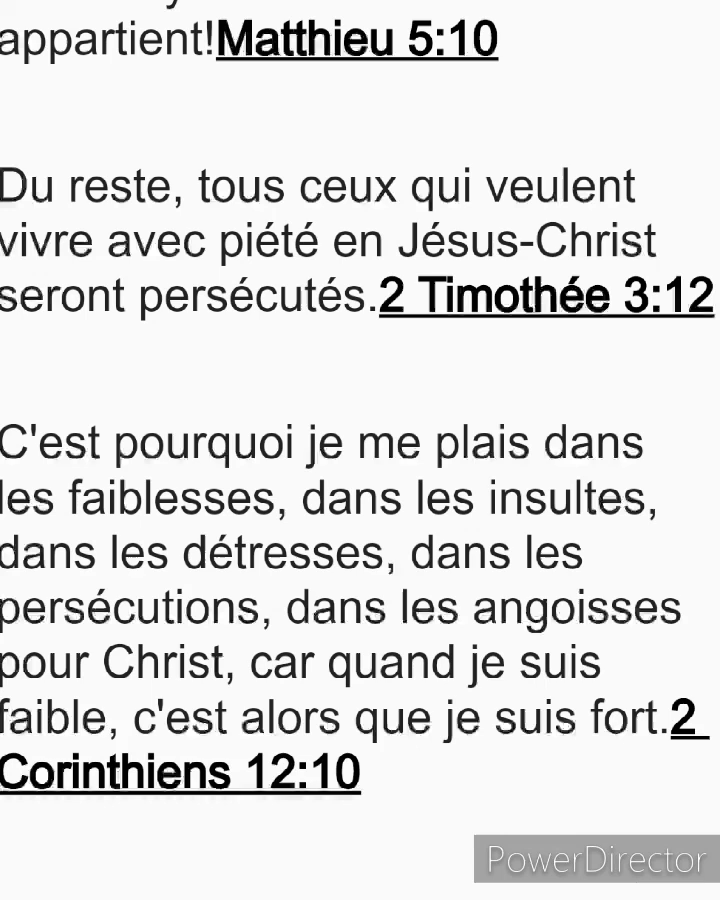 appartient!Matthieu 5:10
Du reste, tous ceux qui veulent
vivre avec piété en Jésus-Christ
seront persécutés.2 Timothée 3:12
C'est pourquoi je me plais dans
les faiblesses, dans les insultes,
dans les détresses, dans les
persécutions, dans les angoisses
pour Christ, car quand je suis
faible, c'est alors que je suis fort.2
Corinthiens 12:10
PowerDirector